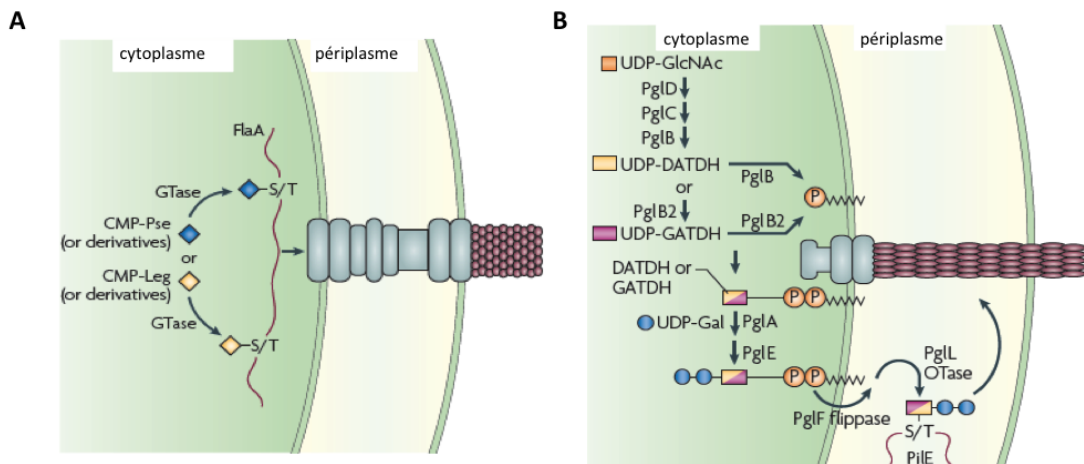 A
cytoplasme
périplasme
FlaA
GTase
S/T
CMP-Pse
(or derivatives)
or
CMP-Leg
(or derivatives)
GTase
S/T
B
cytoplasme
périplasme
UDP-GlcNAc
PglD
PglC
PglB
UDP-DATDH
PglB
P
or
PglB2
PglB2
UDP-GATDH
DATDH or
GATDH
P P
UDP-Gal
PglA
PglE
P P
PglL
OTase
PglF flippase
S/T
PilE